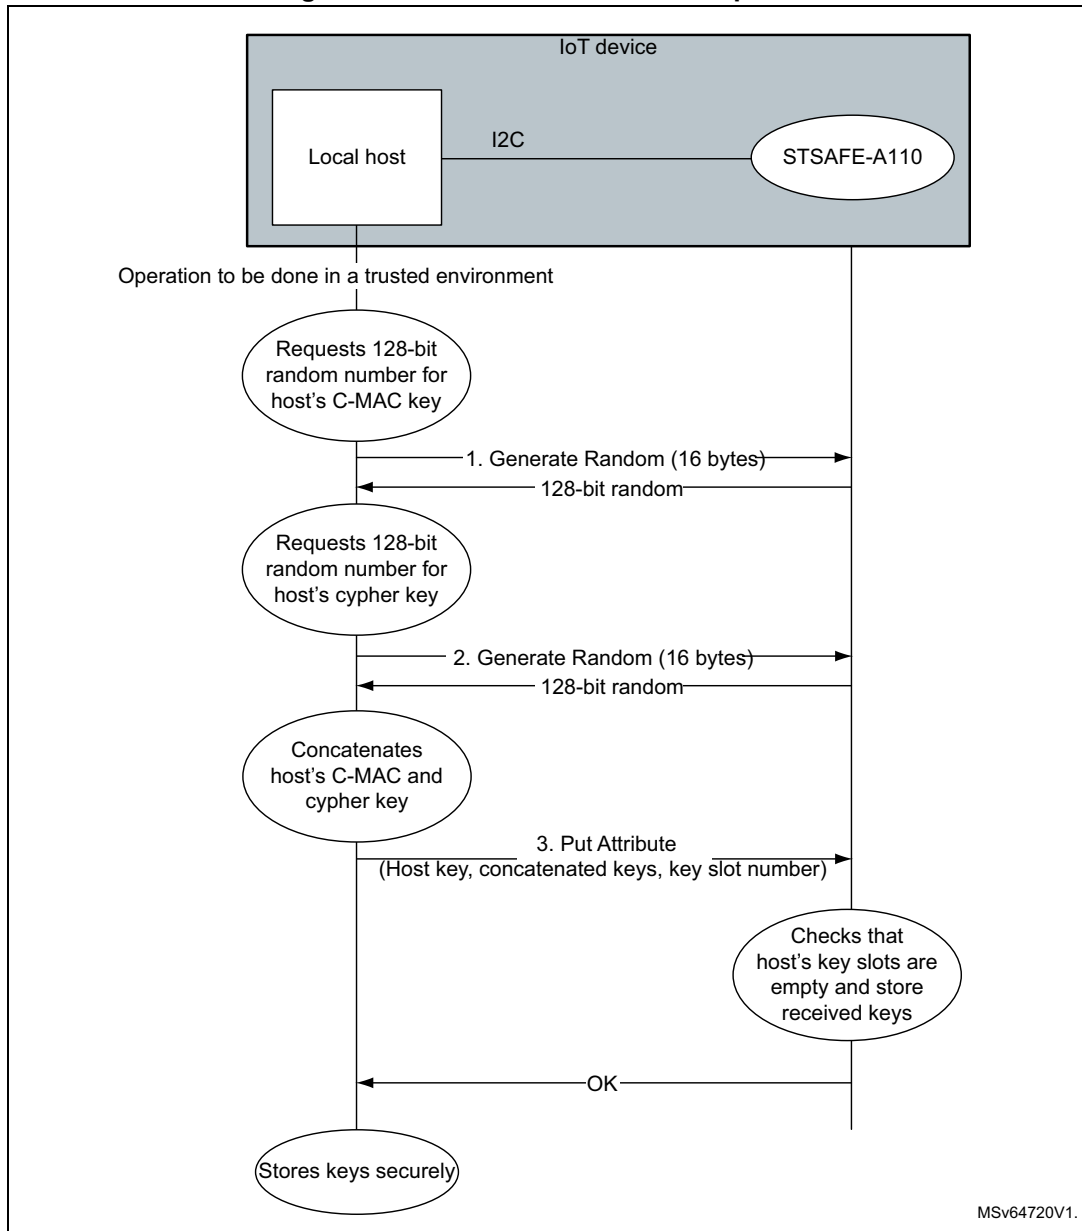 IoT device
Local host
I2C
STSAFE-A110
Operation to be done in a trusted environment
Requests 128-bit
random number for
host's C-MAC key
1. Generate Random (16 bytes)
128-bit random
Requests 128-bit
random number for
host's cypher key
2. Generate Random (16 bytes)
128-bit random
Concatenates
host's C-MAC and
cypher key
3. Put Attribute
(Host key, concatenated keys, key slot number)
Checks that
host's key slots are
empty and store
received keys
OK
Stores keys securely
MSv64720V1.